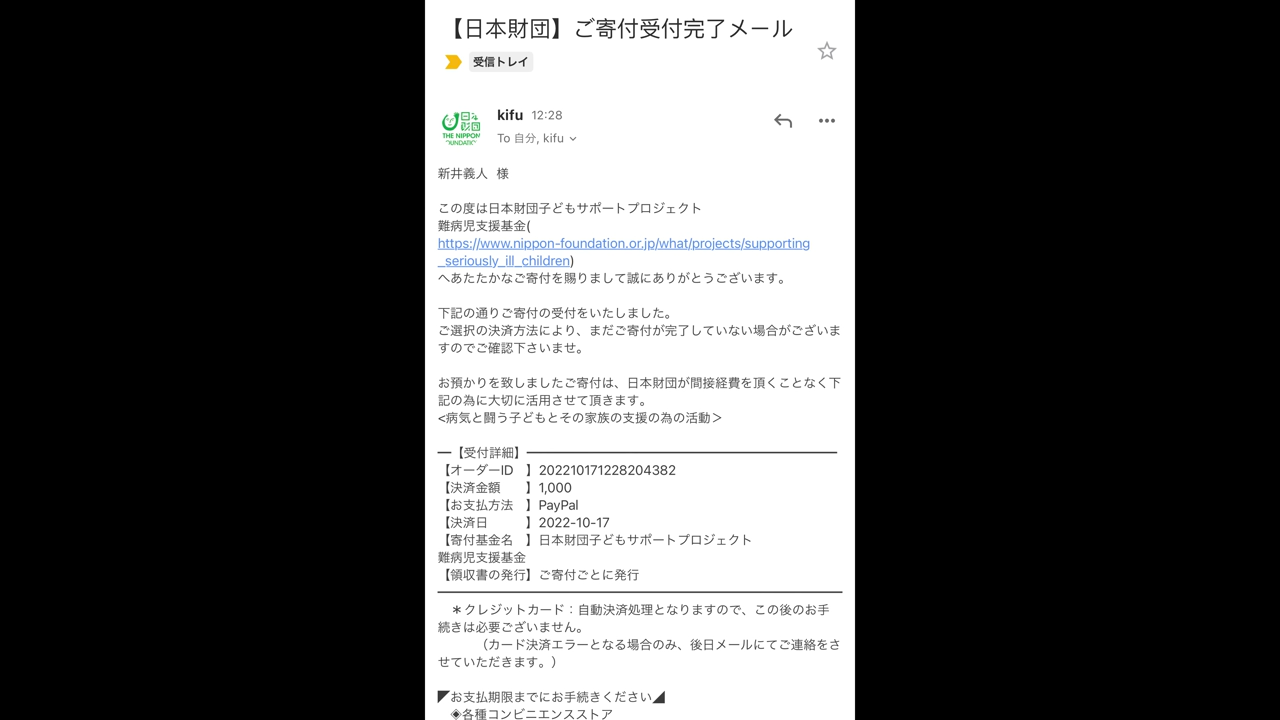 【日本財団】ご寄付受付完了メール
受信トレイ
kifu 12:28
THE NIPPON
To 自分, kifu
新井義人 様
この度は日本財団子どもサポートプロジェクト
難病児支援基金(
https://www.nippon-foundation.or.jp/what/projects/supporting
_seriously_ill_children)
へあたたかなご寄付を賜りまして誠にありがとうございます。
下記の通りご寄付の受付をいたしました。
ご選択の決済方法により、まだご寄付が完了していない場合がございま
すのでご確認下さいませ。
お預かりを致しましたご寄付は、日本財団が間接経費を頂くことなく下
記の為に大切に活用させて頂きます。
<病気と闘う子どもとその家族の支援の為の活動＞
━【受付詳細】━━━━━━━━━━━━━━━━━━━━━━━
【オーダーID　】202210171228204382
【決済金額　　】1,000
【お支払方法　】PayPal
【決済日　　　】2022-10-17
【寄付基金名　】日本財団子どもサポートプロジェクト
難病児支援基金
【領収書の発行】ご寄付ごとに発行
━━━━━━━━━━━━━━━━━━━━━━━━━━━━━━
＊クレジットカード：自動決済処理となりますので、この後のお手
続きは必要ございません。
（カード決済エラーとなる場合のみ、後日メールにてご連絡をさ
せていただきます。）
◤お支払期限までにお手続きください◢
◈各種コンビニエンスストア